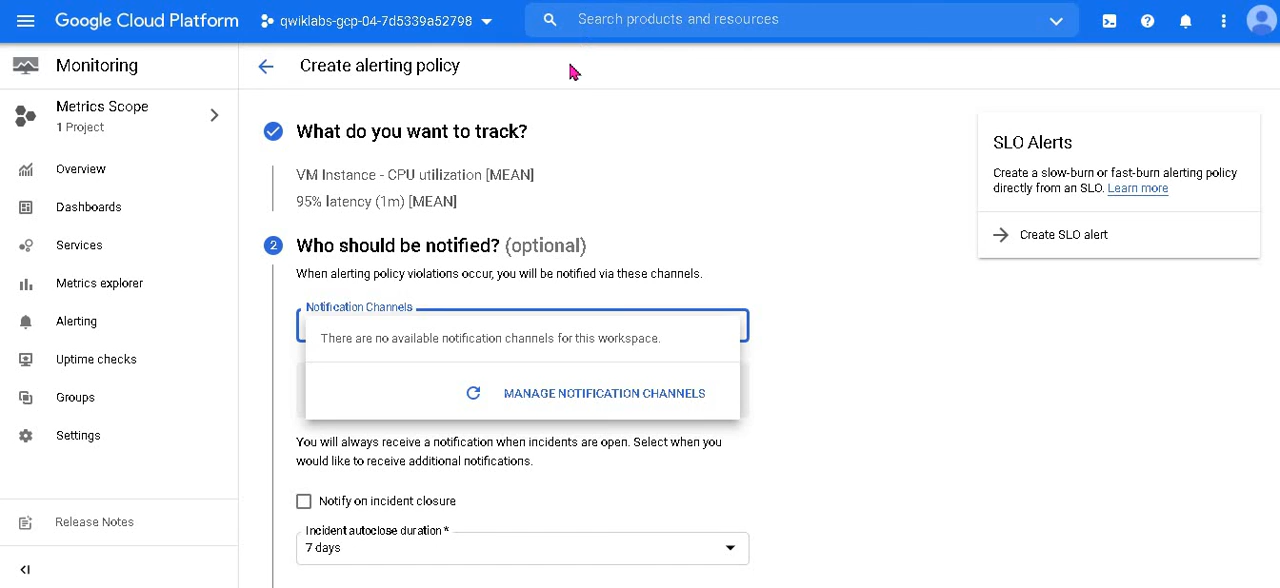 Google Cloud Platform
qwiklabs-gcp-04-7d5339a52798
Search products and resources
Monitoring
Metrics Scope
1 Project
Overview
Dashboards
Services
Metrics explorer
Alerting
Uptime checks
Groups
Settings
Release Notes
Create alerting policy
What do you want to track?
VM Instance - CPU utilization [MEAN]
95% latency (1m) [MEAN]
2 Who should be notified? (optional)
When alerting policy violations occur, you will be notified via these channels.
Notification Channels
There are no available notification channels for this workspace.
MANAGE NOTIFICATION CHANNELS
You will always receive a notification when incidents are open. Select when you
would like to receive additional notifications.
Notify on incident closure
Incident autoclose duration *
7 days
SLO Alerts
Create a slow-burn or fast-burn alerting policy
directly from an SLO. Learn more
Create SLO alert